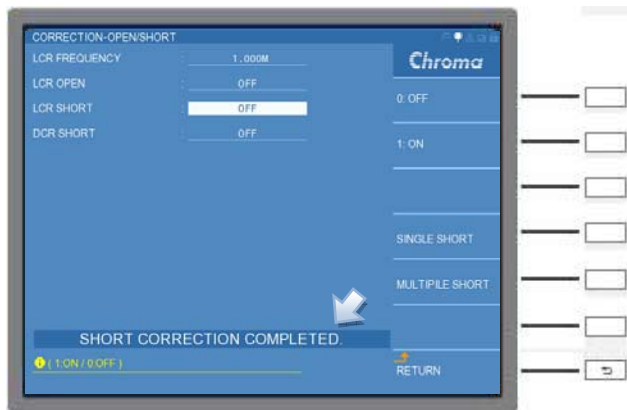 CORRECTION-OPEN/SHORT
LCR FREQUENCY : 1.000M
LCR OPEN : OFF
LCR SHORT : OFF
DCR SHORT : OFF
SHORT CORRECTION COMPLETED.
( 1:ON / 0:OFF )
Chroma
0: OFF
1: ON
SINGLE SHORT
MULTIPILE SHORT
RETURN